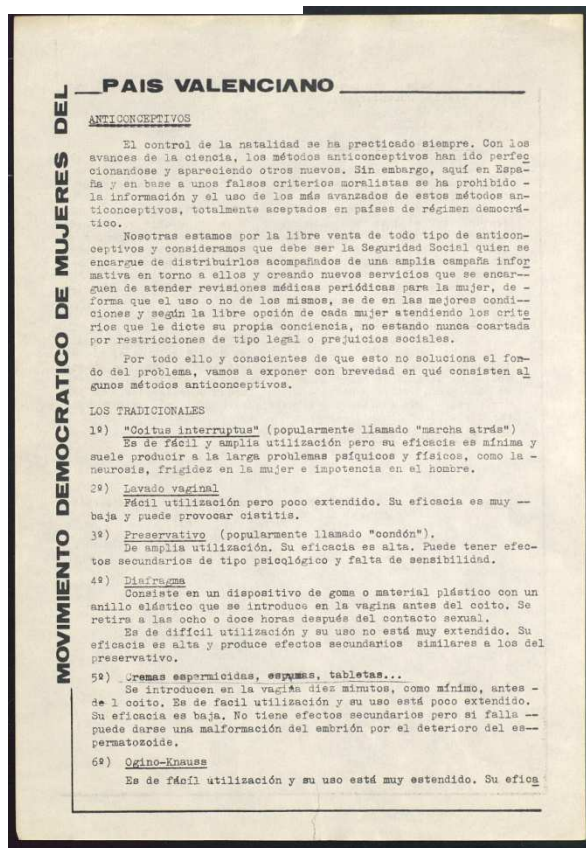 MOVIMIENTO DEMOCRATICO DE MUJERES DEL
PAIS VALENCIANO
ANTICONCEPTIVOS
El control de la natalidad se ha precticado siempre. Con los
avances de la ciencia, los métodos anticonceptivos han ido perfec
cionandose y apareciendo otros nuevos. Sin embargo, aquí en Espa-
ña y en base a unos falsos criterios moralistas se ha prohibido -
la información y el uso de los más avanzados de estos métodos an-
ticonceptivos, totalmente aceptados en países de régimen democrá-
tico.
Nosotras estamos por la libre venta de todo tipo de anticon-
ceptivos y consideramos que debe ser la Seguridad Social quien se
encargue de distribuirlos acompañados de una amplia campaña infor
mativa en torno a ellos y creando nuevos servicios que se encar--
guen de atender revisiones médicas periódicas para la mujer, de -
forma que el uso o no de los mismos, se de en las mejores condi--
ciones y según la libre opción de cada mujer atendiendo los crite
rios que le dicte su propia conciencia, no estando nunca coartada
por restricciones de tipo legal o prejuicios sociales.
Por todo ello y conscientes de que esto no soluciona el fon-
do del problema, vamos a exponer con brevedad en qué consisten al
gunos métodos anticonceptivos.
LOS TRADICIONALES
1º) "Coitus interruptus" (popularmente llamado "marcha atrás")
Es de fácil y amplia utilización pero su eficacia es mínima y
suele producir a la larga problemas psíquicos y físicos, como la -
neurosis, frigidez en la mujer e impotencia en el hombre.
2º) Lavado vaginal
Fácil utilización pero poco extendido. Su eficacia es muy --
baja y puede provocar cistitis.
3º) Preservativo (popularmente llamado "condón").
De amplia utilización. Su eficacia es alta. Puede tener efec-
tos secundarios de tipo psicqlógico y falta de sensibilidad.
4º) Diafragma
Consiste en un dispositivo de goma o material plástico con un
anillo elástico que se introduce en la vagina antes del coito. Se
retira a las ocho o doce horas después del contacto sexual.
Es de difícil utilización y su uso no está muy extendido. Su
eficacia es alta y produce efectos secundarios similares a los del
preservativo.
5º) Cremas espermicidas, espumas, tabletas...
Se introducen en la vagina diez minutos, como mínimo, antes -
de l coito. Es de facil utilización y su uso está poco extendido.
Su eficacia es baja. No tiene efectos secundarios pero si falla --
puede darse una malformación del embrión por el deterioro del es--
permatozoide.
6º) Ogino-Knauss
Es de fácíl utilización y su uso está muy estendido. Su efica